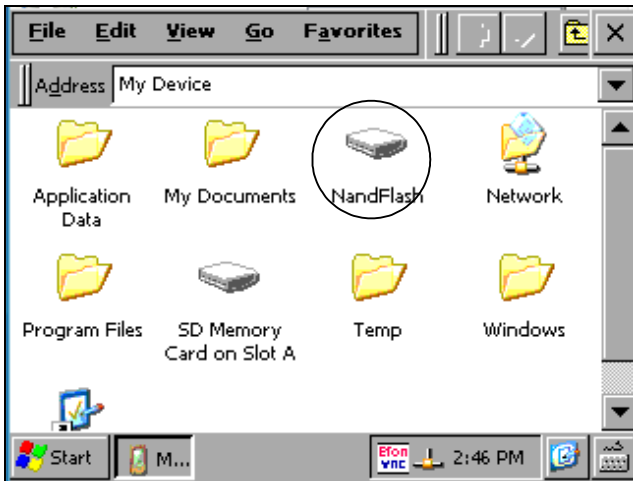 File Edit View Go Favorites
Address My Device
Application Data
My Documents
NandFlash
Network
Program Files
SD Memory Card on Slot A
Temp
Windows
Start M... Efon VNC 2:46 PM